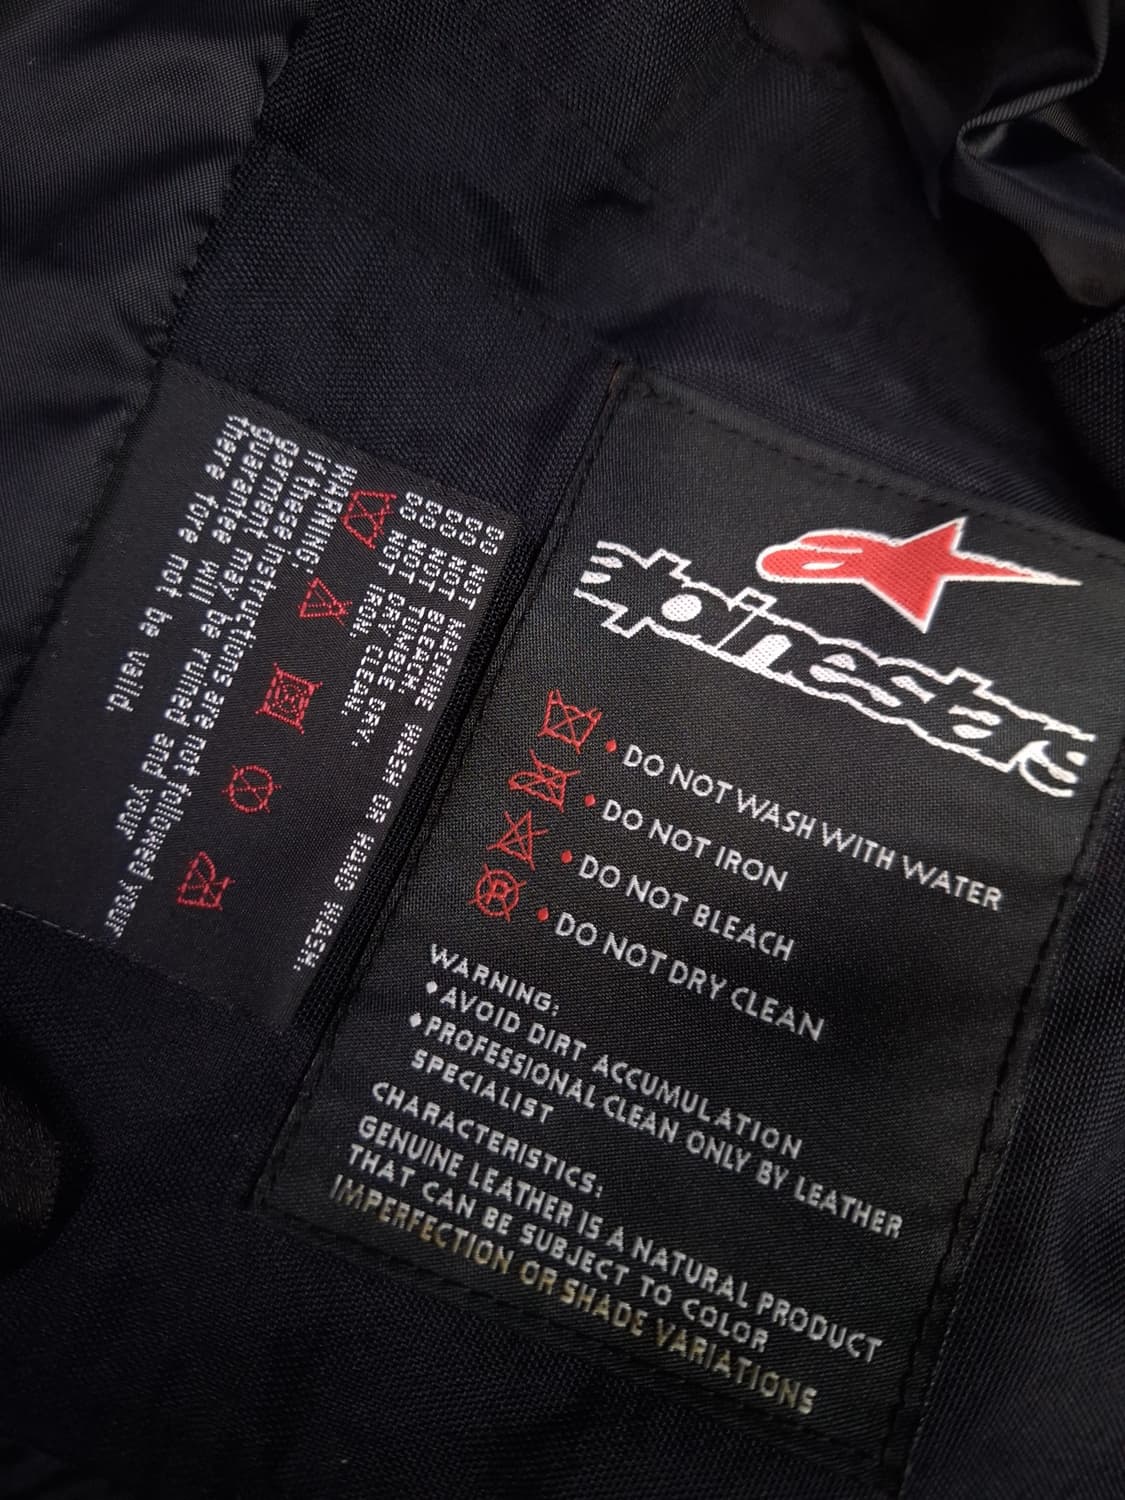 alpinestars
DO NOT WASH WITH WATER
DO NOT IRON
DO NOT BLEACH
R
DO NOT DRY CLEAN
WARNING:
• AVOID DIRT ACCUMULATION
• PROFESSIONAL CLEAN ONLY BY LEATHER
SPECIALIST
CHARACTERISTICS:
GENUINE LEATHER IS A NATURAL PRODUCT
THAT CAN BE SUBJECT TO COLOR
IMPERFECTION OR SHADE VARIATIONS
DO NOT MACHINE WASH OR HAND WASH.
DO NOT BLEACH
DO NOT TUMBLE DRY.
DO NOT DRY CLEAN.
WARNING:
If these instructions are not followed your
Garment may be ruined and your
Guarantee will
there fore not be valid.